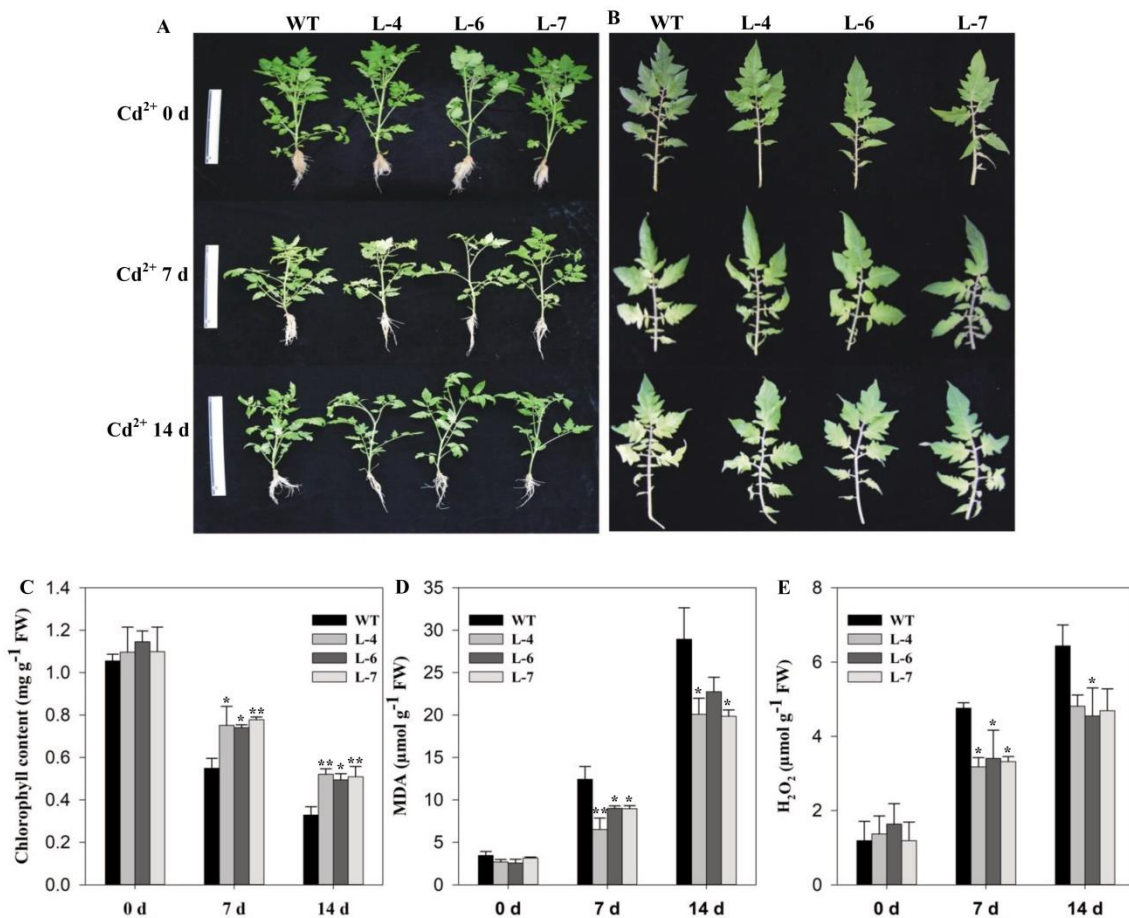 A WT L-4 L-6 L-7
B WT L-4 L-6 L-7
Cd²⁺ 0 d
Cd²⁺ 7 d
Cd²⁺ 14 d
C
Chlorophyll content (mg g⁻¹ FW)
1.4
1.2
1.0
0.8
0.6
0.4
0.2
0.0
WT
L-4
L-6
L-7
* * **
** * **
0 d 7 d 14 d
D
MDA (μmol g⁻¹ FW)
35
30
25
20
15
10
5
0
WT
L-4
L-6
L-7
** * *
* *
0 d 7 d 14 d
E
H₂O₂ (μmol g⁻¹ FW)
8
6
4
2
0
WT
L-4
L-6
L-7
* * *
*
0 d 7 d 14 d